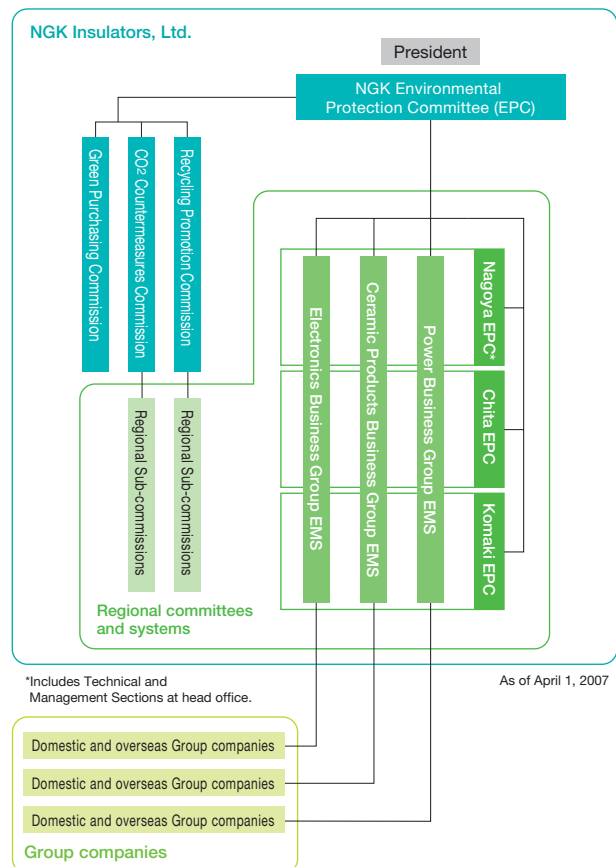 NGK Insulators, Ltd.
President
NGK Environmental
Protection Committee (EPC)
Green Purchasing Commission
CO2 Countermeasures Commission
Recycling Promotion Commission
Regional Sub-commissions
Regional Sub-commissions
Electronics Business Group EMS
Ceramic Products Business Group EMS
Power Business Group EMS
Nagoya EPC*
Chita EPC
Komaki EPC
Regional committees
and systems
*Includes Technical and
Management Sections at head office.
As of April 1, 2007
Domestic and overseas Group companies
Domestic and overseas Group companies
Domestic and overseas Group companies
Group companies